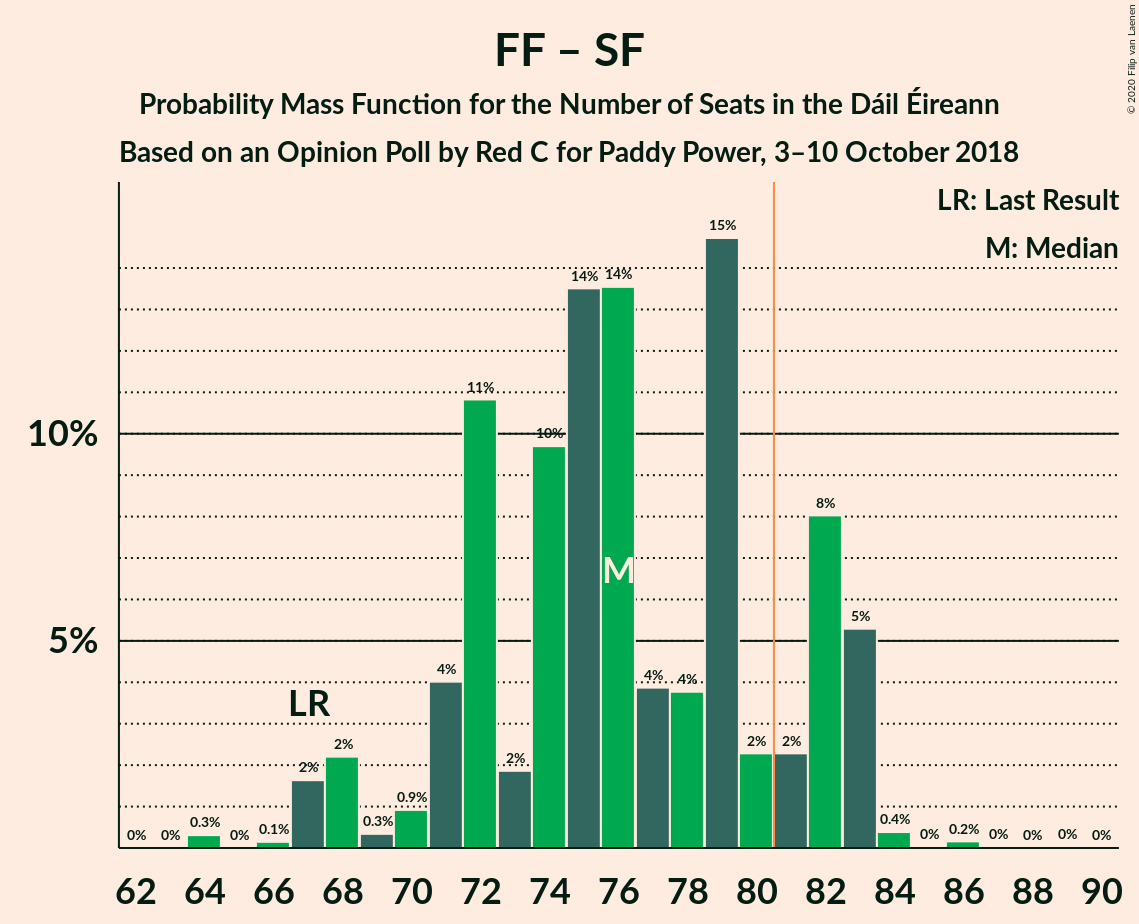 FF – SF
Probability Mass Function for the Number of Seats in the Dáil Éireann
Based on an Opinion Poll by Red C for Paddy Power, 3–10 October 2018
© 2020 Filip van Laenen
LR: Last Result
M: Median
15%
14% 14%
11%
10%
10%
8%
M
5%
5%
4% 4% 4%
LR
2% 2% 2% 2% 2%
0.9%
0% 0% 0.3% 0% 0.1% 0.3% 0.4% 0% 0.2% 0% 0% 0% 0%
62 64 66 68 70 72 74 76 78 80 82 84 86 88 90